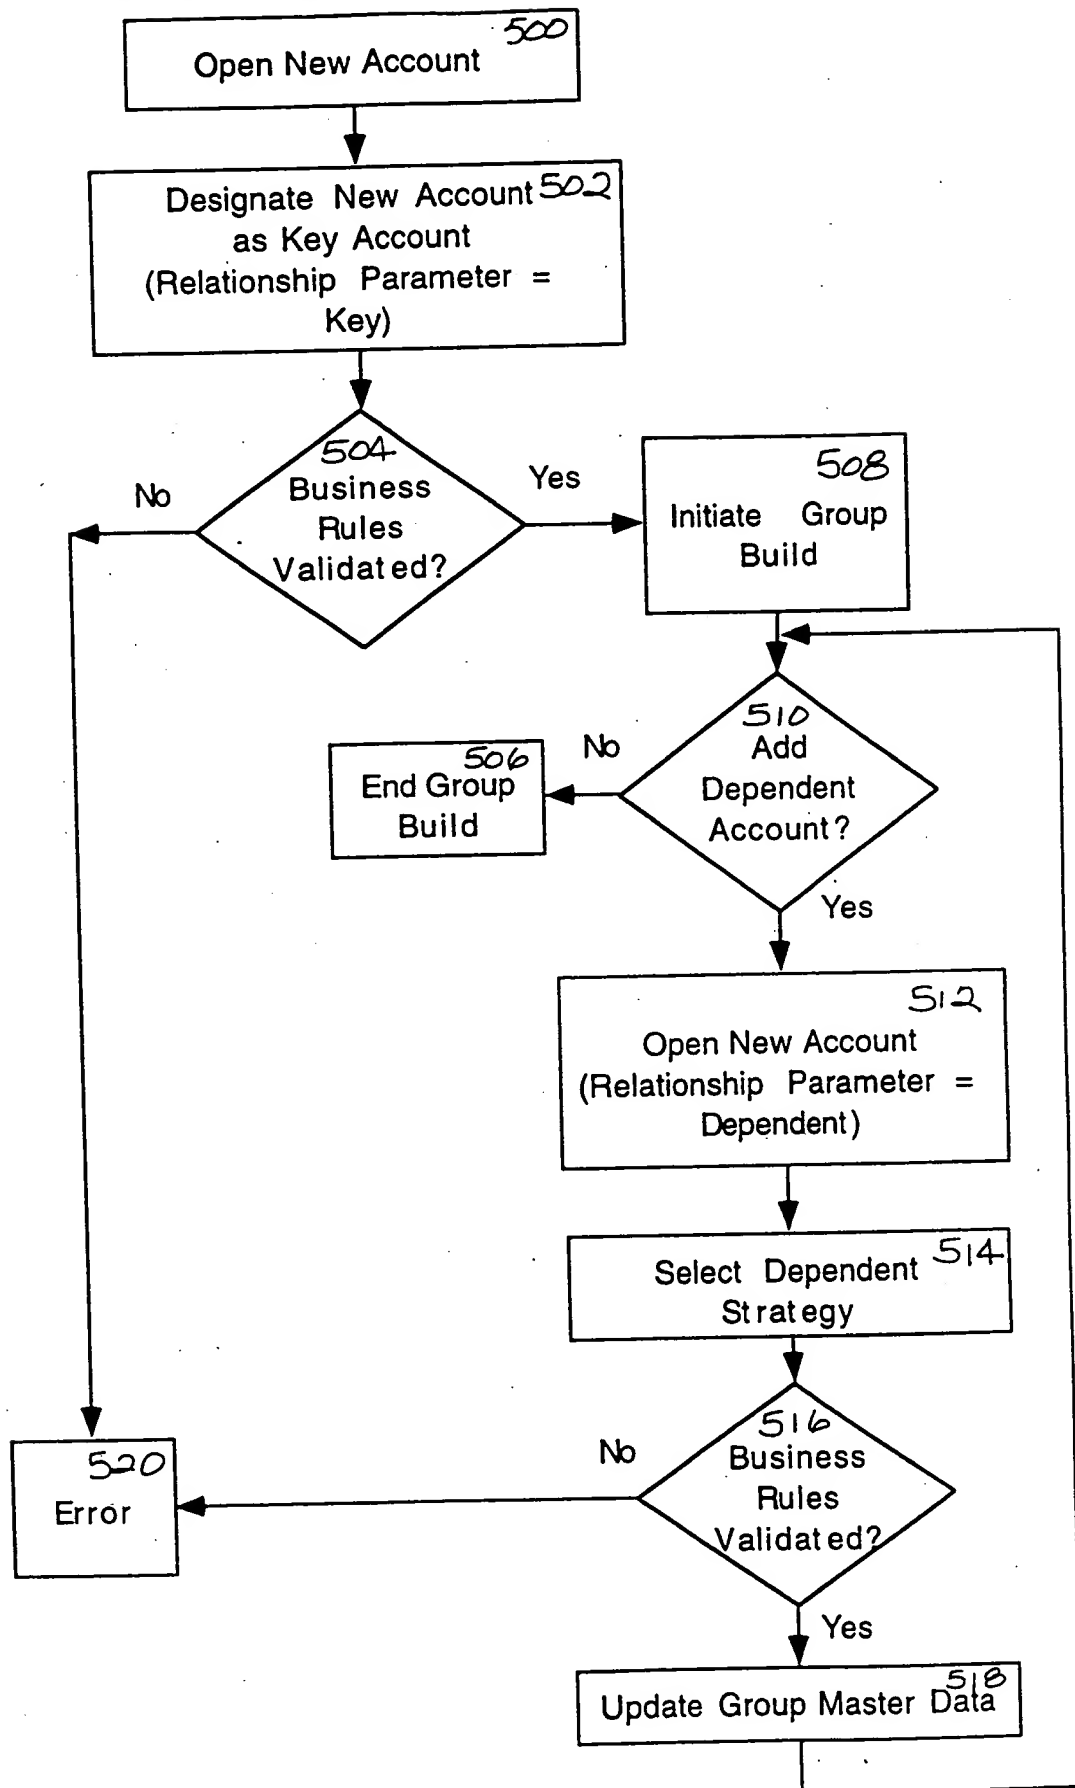 500
Open New Account
Designate New Account 502
as Key Account
(Relationship Parameter =
Key)
504
Business
Rules
Validated?
No
Yes
508
Initiate Group
Build
510
Add
Dependent
Account?
No
506
End Group
Build
Yes
512
Open New Account
(Relationship Parameter =
Dependent)
514
Select Dependent
Strategy
516
Business
Rules
Validated?
No
520
Error
Yes
518
Update Group Master Data